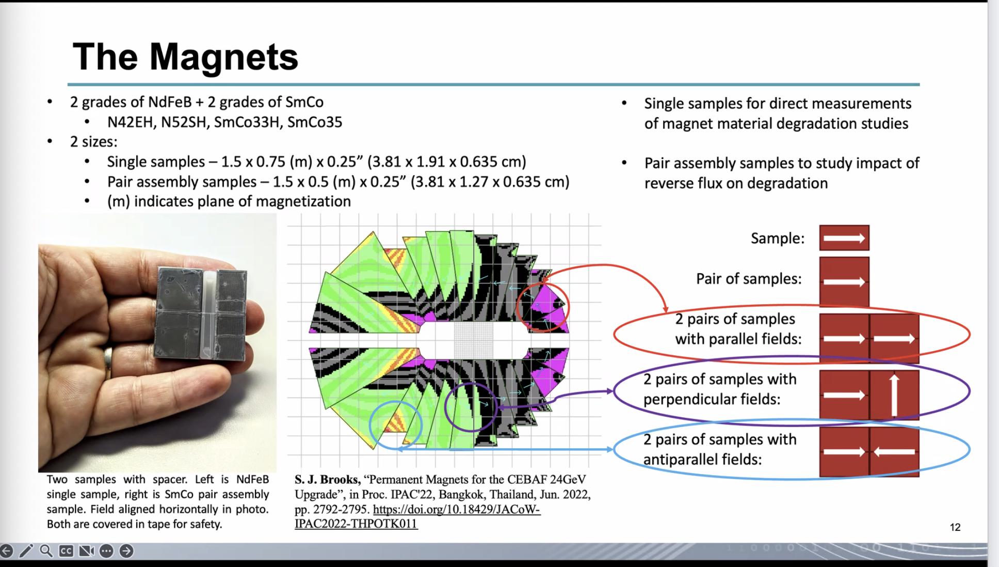 The Magnets
• 2 grades of NdFeB + 2 grades of SmCo
• N42EH, N52SH, SmCo33H, SmCo35
• 2 sizes:
• Single samples – 1.5 x 0.75 (m) x 0.25” (3.81 x 1.91 x 0.635 cm)
• Pair assembly samples – 1.5 x 0.5 (m) x 0.25” (3.81 x 1.27 x 0.635 cm)
• (m) indicates plane of magnetization
• Single samples for direct measurements
of magnet material degradation studies
• Pair assembly samples to study impact of
reverse flux on degradation
Two samples with spacer. Left is NdFeB
single sample, right is SmCo pair assembly
sample. Field aligned horizontally in photo.
Both are covered in tape for safety.
S. J. Brooks, “Permanent Magnets for the CEBAF 24GeV
Upgrade”, in Proc. IPAC'22, Bangkok, Thailand, Jun. 2022,
pp. 2792-2795. https://doi.org/10.18429/JACoW-
IPAC2022-THPOTK011
Sample:
Pair of samples:
2 pairs of samples
with parallel fields:
2 pairs of samples with
perpendicular fields:
2 pairs of samples with
antiparallel fields:
12
CC